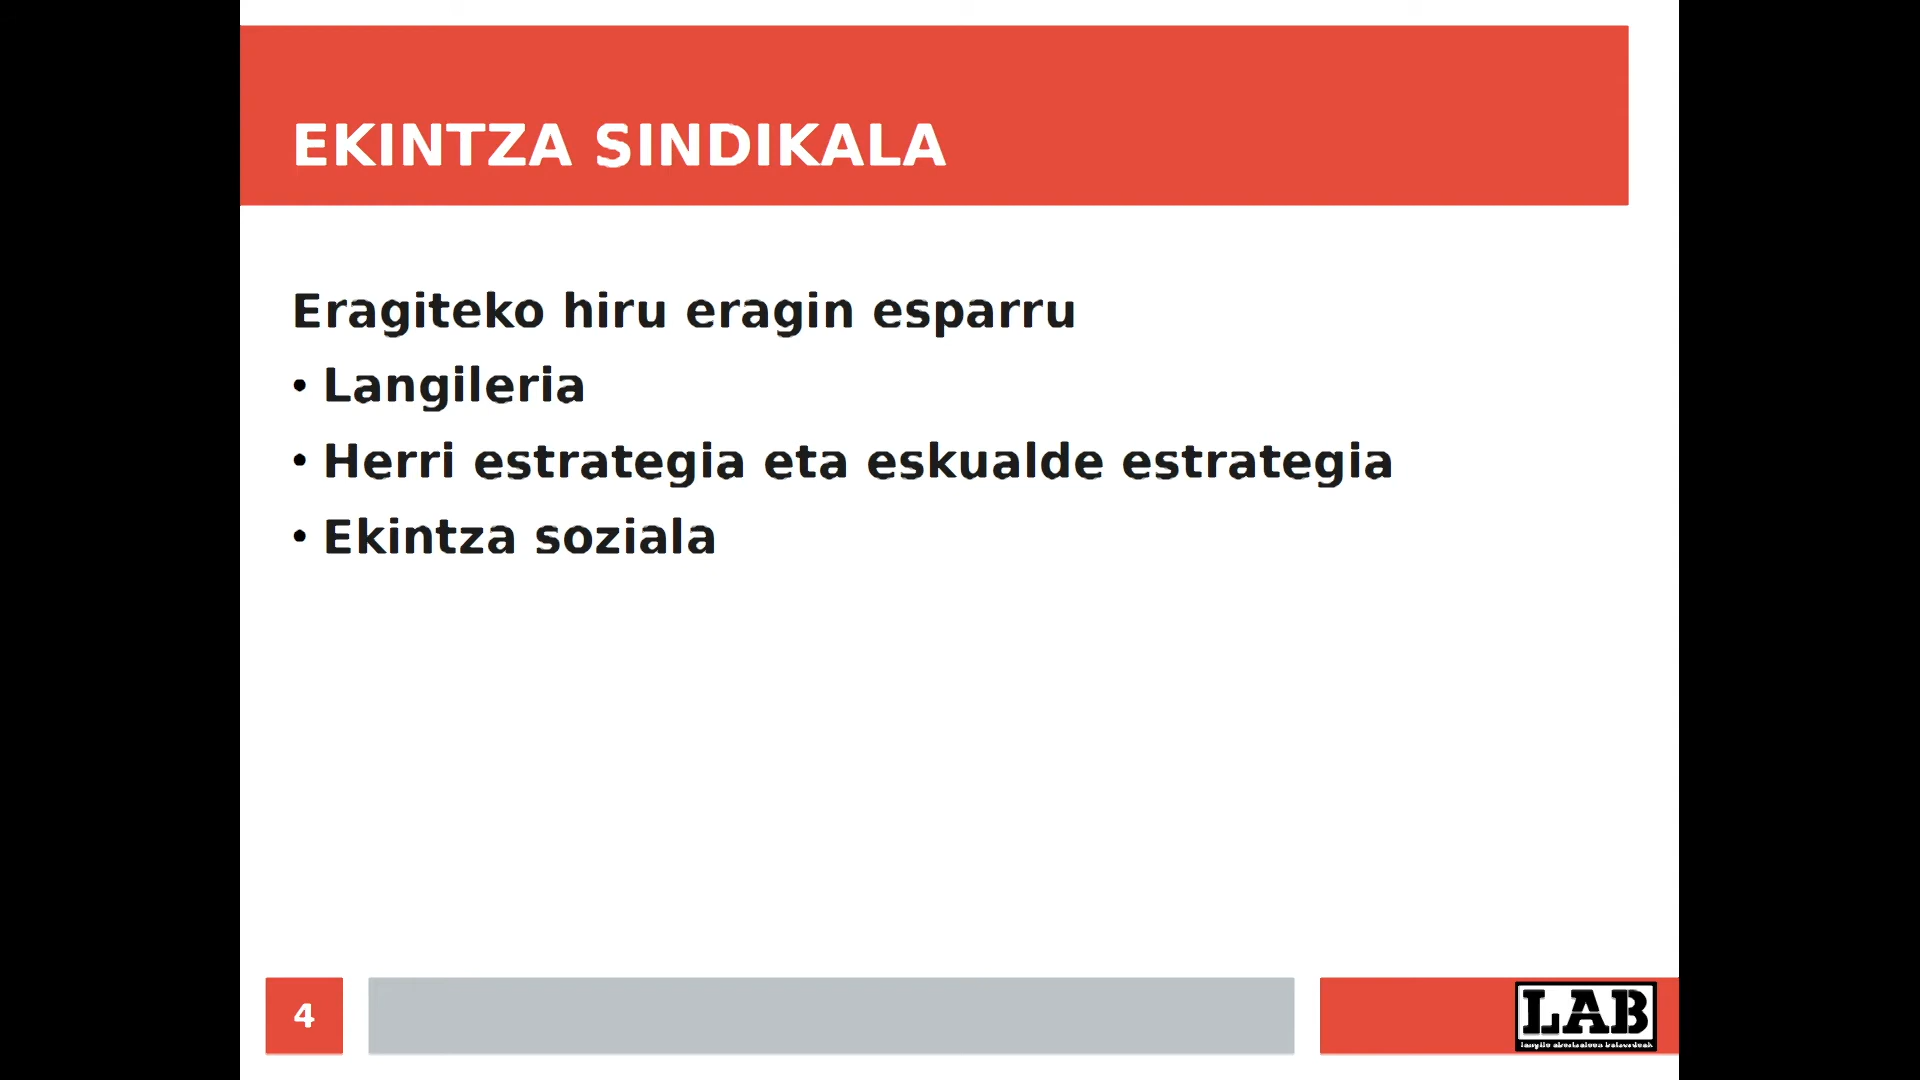 EKINTZA SINDIKALA
Eragiteko hiru eragin esparru
• Langileria
• Herri estrategia eta eskualde estrategia
• Ekintza soziala
4
LAB